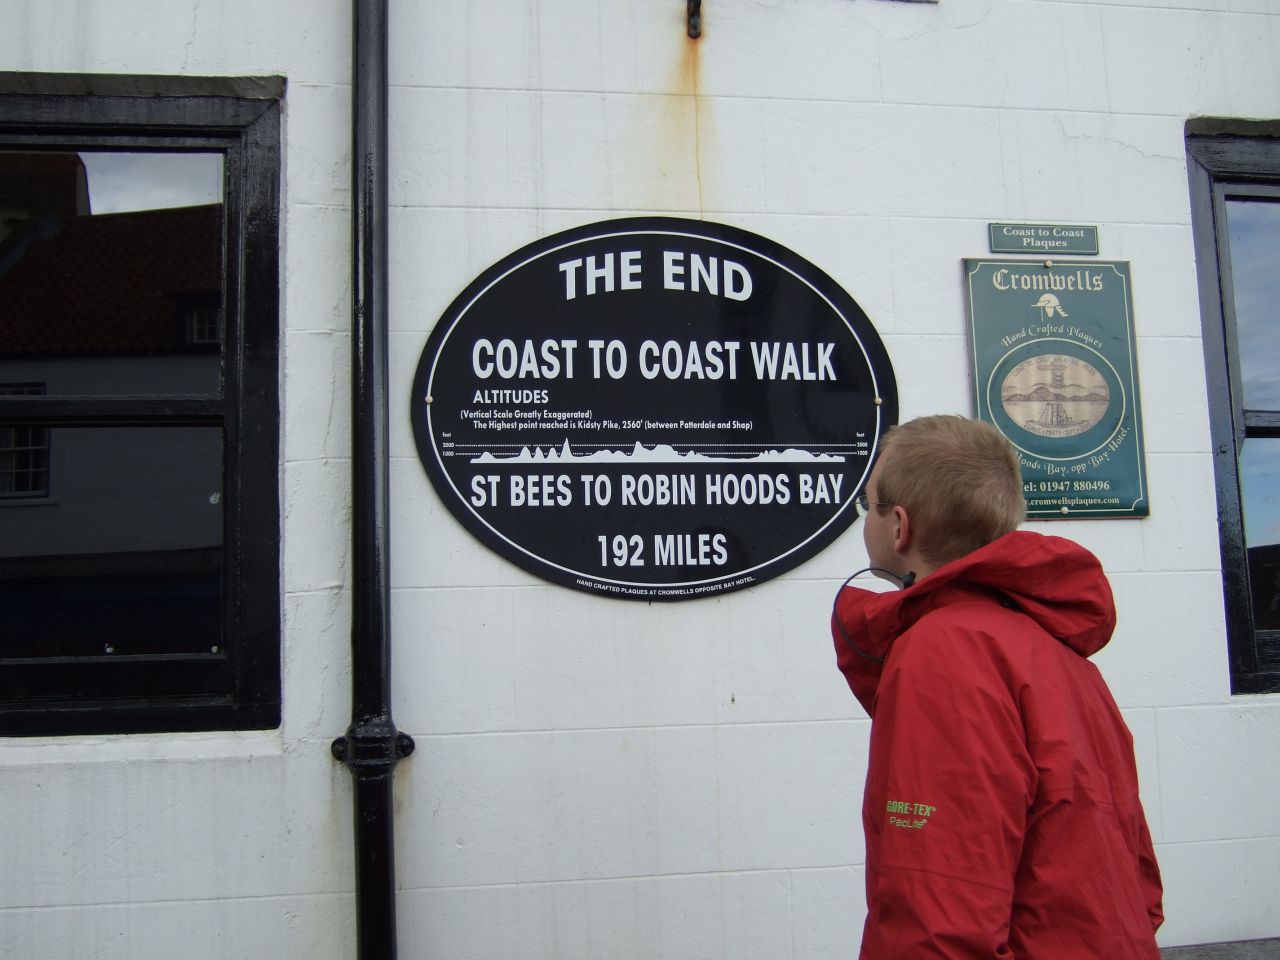 THE END
COAST TO COAST WALK
ALTITUDES
(Vertical Scale Greatly Exaggerated)
The Highest point reached is Kidsty Pike, 2560' (between Patterdale and Shap)
feet
2000
1000
feet
2000
1000
ST BEES TO ROBIN HOODS BAY
192 MILES
HAND CRAFTED PLAQUES AT CROMWELLS OPPOSITE BAY HOTEL.
Coast to Coast
Plaques
Cromwells
Hand Crafted Plaques
Hoods Bay, opp Bay Hotel.
el: 01947 880496
.cromwellsplaques.com
GORE-TEX®
PacLite®